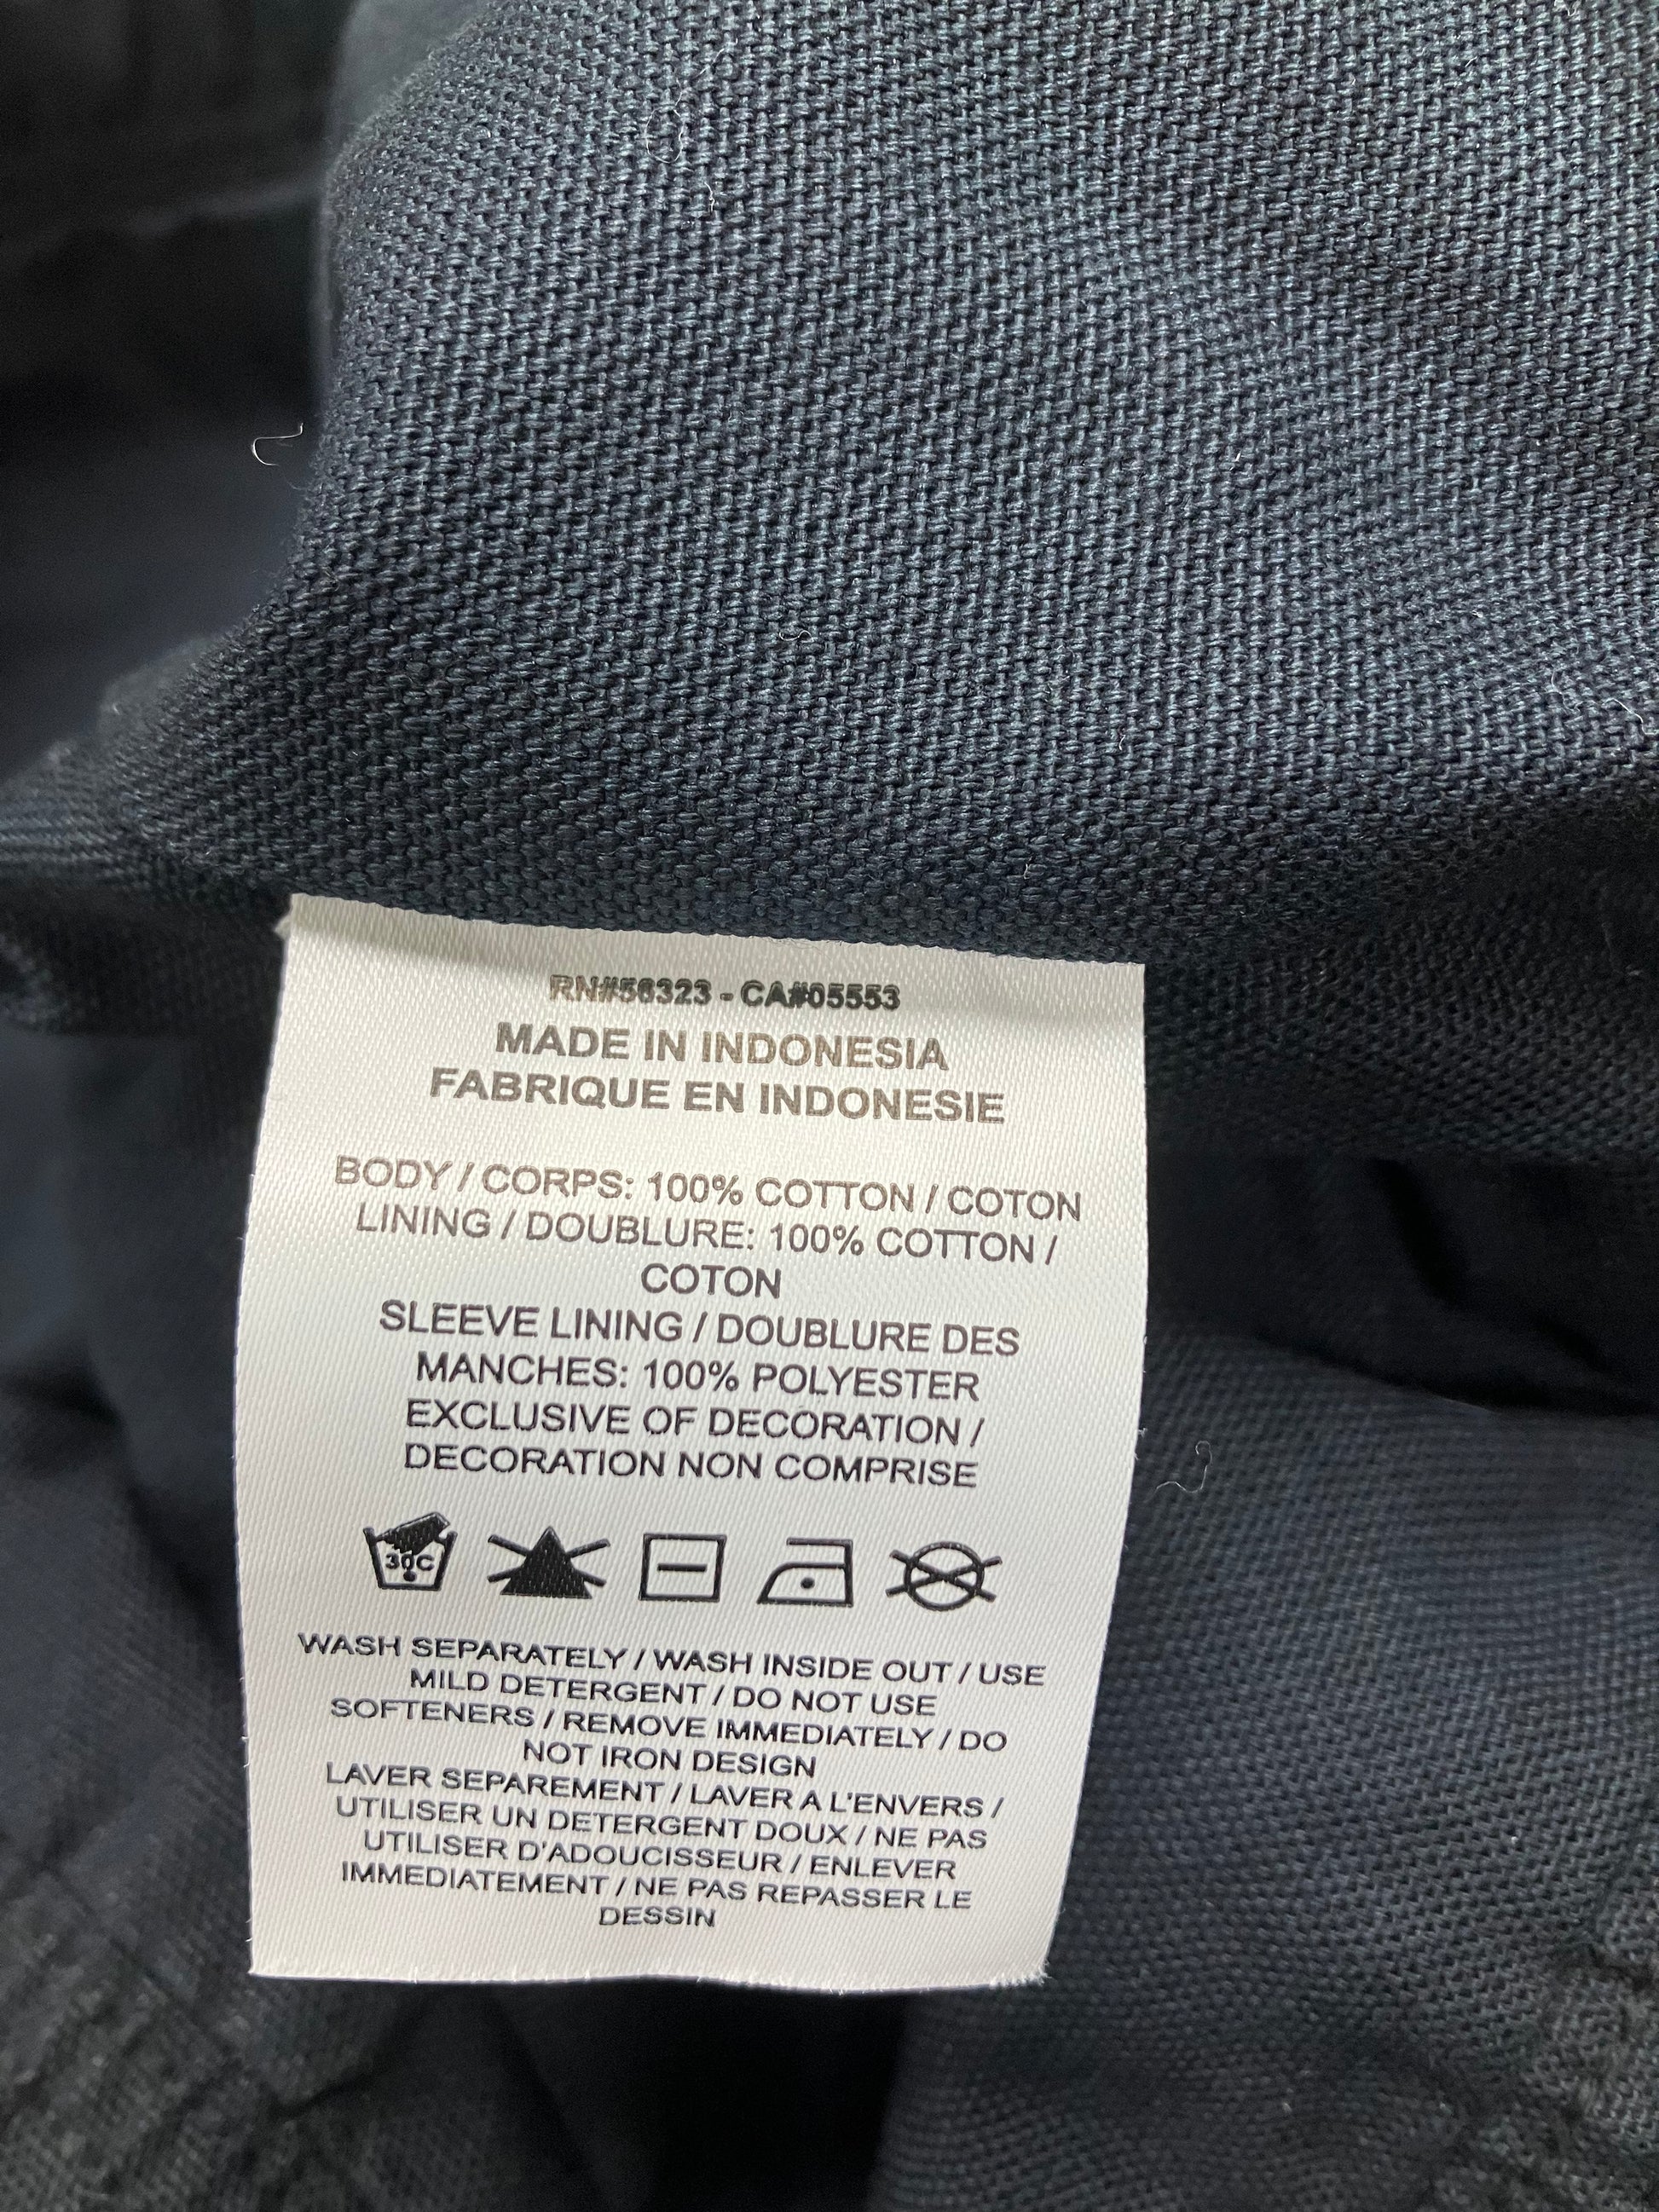 RN#56323 - CA#05553
MADE IN INDONESIA
FABRIQUE EN INDONESIE
BODY / CORPS: 100% COTTON / COTON
LINING / DOUBLURE: 100% COTTON /
COTON
SLEEVE LINING / DOUBLURE DES
MANCHES: 100% POLYESTER
EXCLUSIVE OF DECORATION /
DECORATION NON COMPRISE
30C
WASH SEPARATELY / WASH INSIDE OUT / USE
MILD DETERGENT / DO NOT USE
SOFTENERS / REMOVE IMMEDIATELY / DO
NOT IRON DESIGN
LAVER SEPAREMENT / LAVER A L'ENVERS /
UTILISER UN DETERGENT DOUX / NE PAS
UTILISER D'ADOUCISSEUR / ENLEVER
IMMEDIATEMENT / NE PAS REPASSER LE
DESSIN